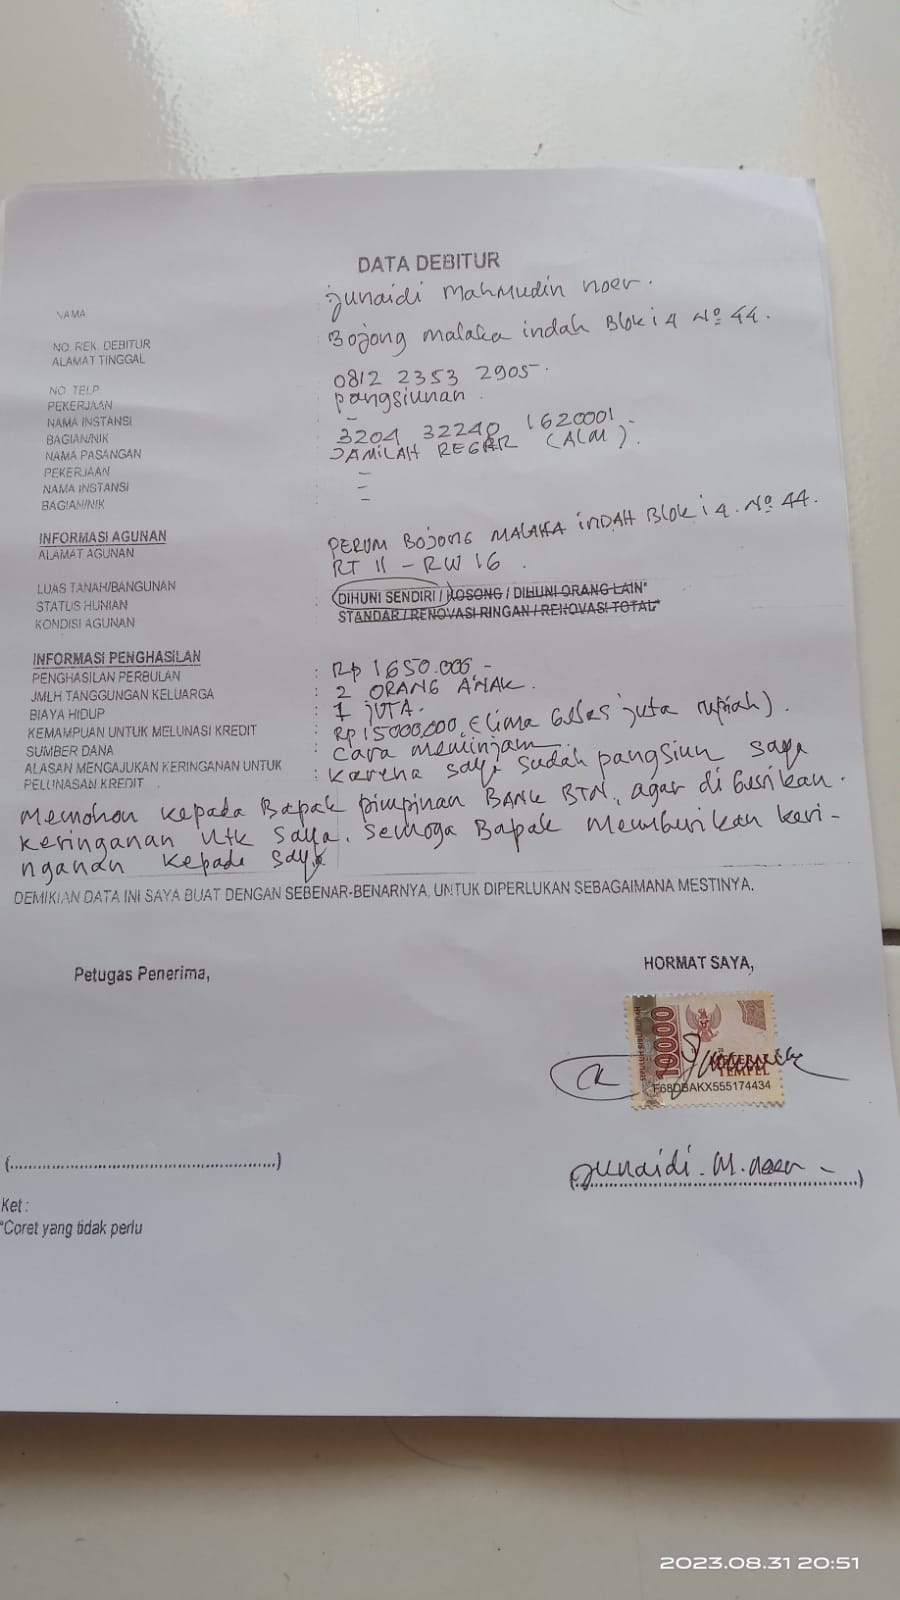 DATA DEBITUR
NAMA : Junaidi Mahmudin Noer.
NO. REK. DEBITUR
ALAMAT TINGGAL : Bojong Malaka indah Blok i 4 No 44.
NO. TELP : 0812 2353 2905-.
PEKERJAAN : pangsiunan.
NAMA INSTANSI : -
BAGIAN/NIK : 3204 32240 1620001
NAMA PASANGAN : JAMILAH REGAR (ALM).
PEKERJAAN : -
NAMA INSTANSI : -
BAGIAN/NIK : -
INFORMASI AGUNAN
ALAMAT AGUNAN : PERUM BOJONG MALAKA INDAH Blok i 4. No 44.
RT 11 - RW 16.
LUAS TANAH/BANGUNAN
STATUS HUNIAN : DIHUNI SENDIRI / KOSONG / DIHUNI ORANG LAIN*
KONDISI AGUNAN : STANDAR / RENOVASI RINGAN / RENOVASI TOTAL*
INFORMASI PENGHASILAN
PENGHASILAN PERBULAN : Rp 1650.000,-
JMLH TANGGUNGAN KELUARGA : 2 ORANG ANAK.
BIAYA HIDUP : 1 JUTA.
KEMAMPUAN UNTUK MELUNASI KREDIT : Rp 15000,000, (lima belas juta rupiah).
SUMBER DANA : Cara meminjam
ALASAN MENGAJUKAN KERINGANAN UNTUK PELUNASAN KREDIT : Karena saya sudah pangsiun saya
Memohon kepada Bapak pimpinan BANK BTN, agar di berikan.
keringanan utk saya. Semoga Bapak memberikan keri-
nganan kepada saya
DEMIKIAN DATA INI SAYA BUAT DENGAN SEBENAR-BENARNYA, UNTUK DIPERLUKAN SEBAGAIMANA MESTINYA.
Petugas Penerima,
HORMAT SAYA,
10000
METERAI
TEMPEL
F68DBAKX555174434
(..............................................)
(Junaidi. M. Noer -)
Ket :
*Coret yang tidak perlu
2023.08.31 20:51